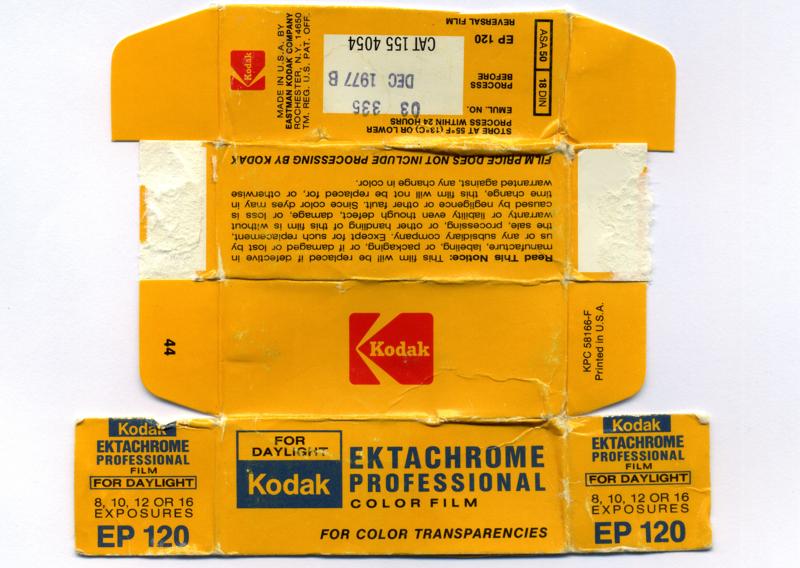 ASA 50 18 DIN
STORE AT 55°F (13°C) OR LOWER
PROCESS WITHIN 24 HOURS
EMUL. NO. 03 335
PROCESS
BEFORE DEC 1977 B
EP 120 CAT 155 4054
REVERSAL FILM
Kodak
MADE IN U.S.A. BY
EASTMAN KODAK COMPANY
ROCHESTER, N.Y. 14650
TM. REG. U.S. PAT. OFF.
Read This Notice: This film will be replaced if defective in
manufacture, labeling, or packaging, or if damaged or lost by
us or any subsidiary company. Except for such replacement,
the sale, processing, or other handling of this film is without
warranty or liability even though defect, damage, or loss is
caused by negligence or other fault. Since color dyes may in
time change, this film will not be replaced for, or otherwise
warranted against, any change in color.
FILM PRICE DOES NOT INCLUDE PROCESSING BY KODAK
44
Kodak
KPC 58166-F
Printed in U.S.A.
Kodak
EKTACHROME
PROFESSIONAL
FILM
FOR DAYLIGHT
8, 10, 12 OR 16
EXPOSURES
EP 120
FOR
DAYLIGHT
Kodak
EKTACHROME
PROFESSIONAL
COLOR FILM
FOR COLOR TRANSPARENCIES
Kodak
EKTACHROME
PROFESSIONAL
FILM
FOR DAYLIGHT
8, 10, 12 OR 16
EXPOSURES
EP 120